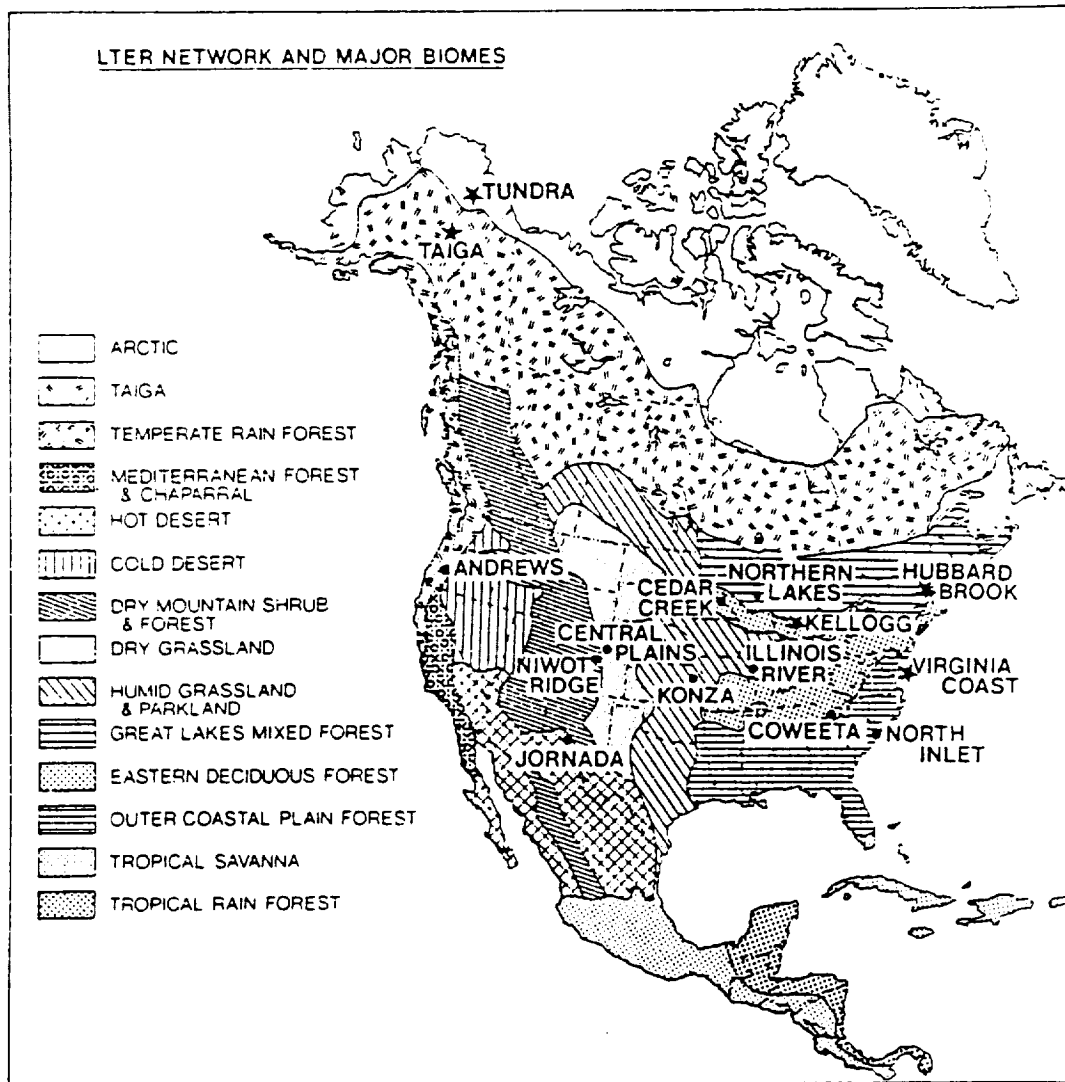 LTER NETWORK AND MAJOR BIOMES
TUNDRA
TAIGA
ARCTIC
TAIGA
TEMPERATE RAIN FOREST
MEDITERRANEAN FOREST
& CHAPARRAL
HOT DESERT
COLD DESERT
DRY MOUNTAIN SHRUB
& FOREST
DRY GRASSLAND
HUMID GRASSLAND
& PARKLAND
GREAT LAKES MIXED FOREST
EASTERN DECIDUOUS FOREST
OUTER COASTAL PLAIN FOREST
TROPICAL SAVANNA
TROPICAL RAIN FOREST
ANDREWS
CEDAR
CREEK
NORTHERN
LAKES
HUBBARD
BROOK
KELLOGG
CENTRAL
PLAINS
NIWOT
RIDGE
ILLINOIS
RIVER
KONZA
VIRGINIA
COAST
COWEETA
NORTH
INLET
JORNADA